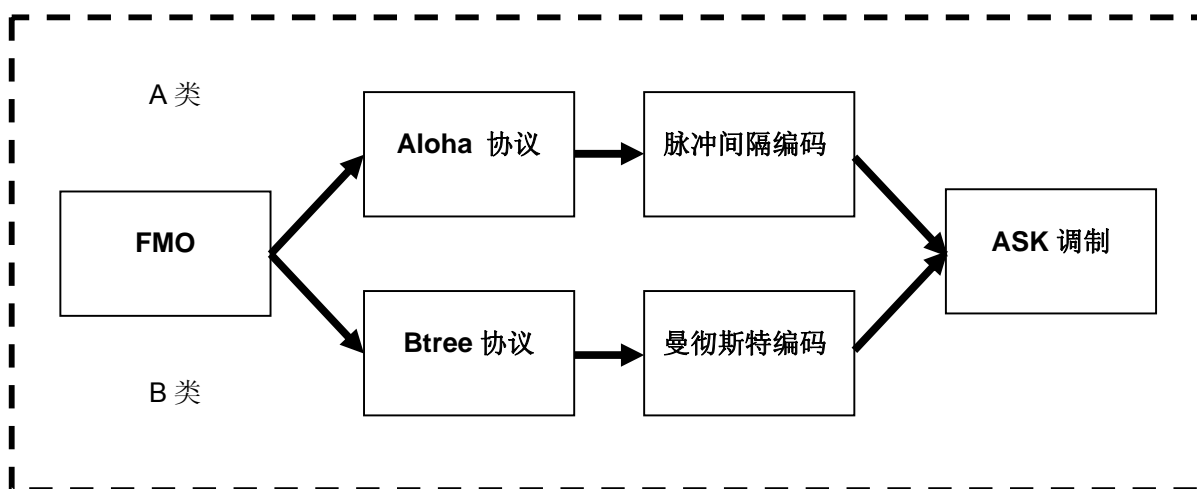 A 类
Aloha 协议
脉冲间隔编码
FMO
ASK 调制
Btree 协议
曼彻斯特编码
B 类